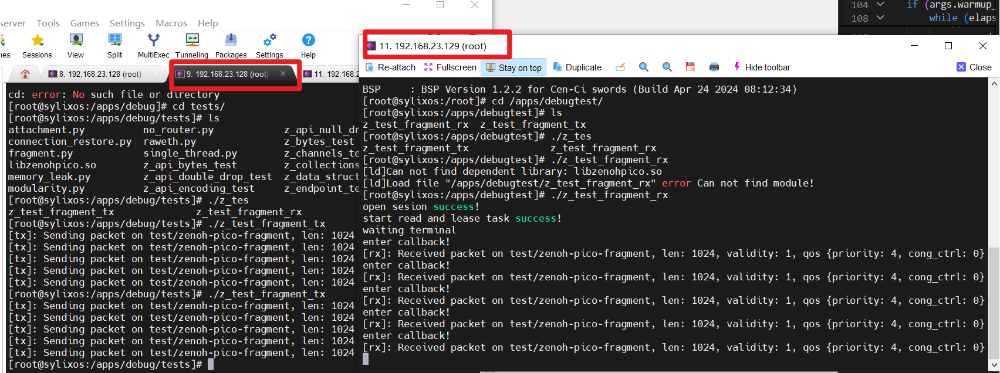 server Tools Games Settings Macros Help
Sessions View Split MultiExec Tunneling Packages Settings Help
8. 192.168.23.128 (root)
9. 192.168.23.128 (root)
11. 192.168.2
cd: error: No such file or directory
[root@sylixos:/apps/debug]# cd tests/
[root@sylixos:/apps/debug/tests]# ls
attachment.py no_router.py z_api_null_dr
connection_restore.py raweth.py z_bytes_test
fragment.py single_thread.py z_channels_te
libzenohpico.so z_api_bytes_test z_collections
memory_leak.py z_api_double_drop_test z_data_struct
modularity.py z_api_encoding_test z_endpoint_te
[root@sylixos:/apps/debug/tests]# ./z_tes
z_test_fragment_tx z_test_fragment_rx
[root@sylixos:/apps/debug/tests]# ./z_test_fragment_tx
[tx]: Sending packet on test/zenoh-pico-fragment, len: 1024
[tx]: Sending packet on test/zenoh-pico-fragment, len: 1024
[tx]: Sending packet on test/zenoh-pico-fragment, len: 1024
[tx]: Sending packet on test/zenoh-pico-fragment, len: 1024
[tx]: Sending packet on test/zenoh-pico-fragment, len: 1024
[root@sylixos:/apps/debug/tests]# ./z_test_fragment_tx
[tx]: Sending packet on test/zenoh-pico-fragment, len: 1024
[tx]: Sending packet on test/zenoh-pico-fragment, len: 1024
[tx]: Sending packet on test/zenoh-pico-fragment, len: 1024
[tx]: Sending packet on test/zenoh-pico-fragment, len: 1024
[tx]: Sending packet on test/zenoh-pico-fragment, len: 1024
[root@sylixos:/apps/debug/tests]#
104 if (args.warmup_
108 while (elaps
11. 192.168.23.129 (root)
Re-attach Fullscreen Stay on top Duplicate Hide toolbar Close
BSP : BSP Version 1.2.2 for Cen-Ci swords (Build Apr 24 2024 08:12:34)
[root@sylixos:/root]# cd /apps/debugtest/
[root@sylixos:/apps/debugtest]# ls
z_test_fragment_rx z_test_fragment_tx
[root@sylixos:/apps/debugtest]# ./z_tes
z_test_fragment_tx z_test_fragment_rx
[root@sylixos:/apps/debugtest]# ./z_test_fragment_rx
[ld]Can not find dependent library: libzenohpico.so
[ld]Load file "/apps/debugtest/z_test_fragment_rx" error Can not find module!
[root@sylixos:/apps/debugtest]# ./z_test_fragment_rx
open sesion success!
start read and lease task success!
waiting terminal
enter callback!
[rx]: Received packet on test/zenoh-pico-fragment, len: 1024, validity: 1, qos {priority: 4, cong_ctrl: 0}
enter callback!
[rx]: Received packet on test/zenoh-pico-fragment, len: 1024, validity: 1, qos {priority: 4, cong_ctrl: 0}
enter callback!
[rx]: Received packet on test/zenoh-pico-fragment, len: 1024, validity: 1, qos {priority: 4, cong_ctrl: 0}
enter callback!
[rx]: Received packet on test/zenoh-pico-fragment, len: 1024, validity: 1, qos {priority: 4, cong_ctrl: 0}
enter callback!
[rx]: Received packet on test/zenoh-pico-fragment, len: 1024, validity: 1, qos {priority: 4, cong_ctrl: 0}